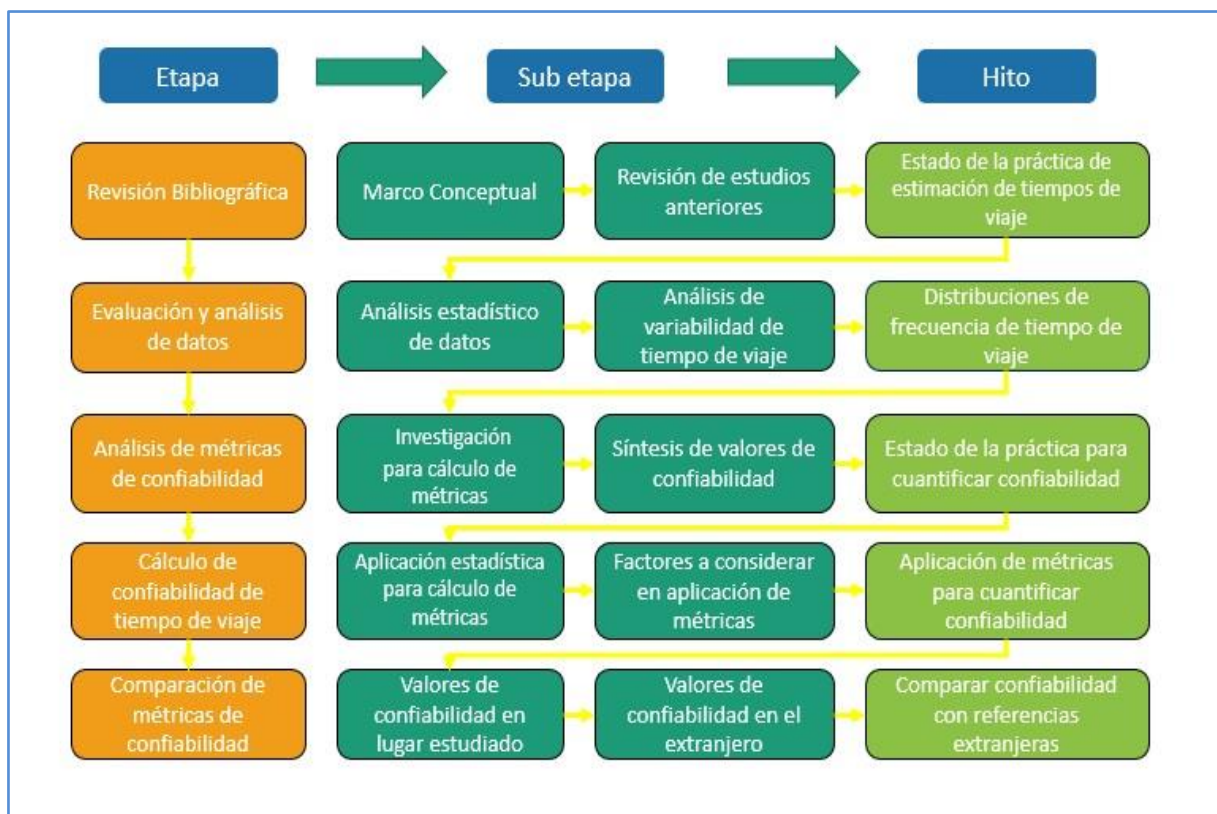 Etapa
Sub etapa
Hito
Revisión Bibliográfica
Marco Conceptual
Revisión de estudios
anteriores
Estado de la práctica de
estimación de tiempos de
viaje
Evaluación y análisis
de datos
Análisis estadístico
de datos
Análisis de
variabilidad de
tiempo de viaje
Distribuciones de
frecuencia de tiempo de
viaje
Análisis de métricas
de confiabilidad
Investigación
para cálculo de
métricas
Síntesis de valores de
confiabilidad
Estado de la práctica para
cuantificar confiabilidad
Cálculo de
confiabilidad de
tiempo de viaje
Aplicación estadística
para cálculo de
métricas
Factores a considerar
en aplicación de
métricas
Aplicación de métricas
para cuantificar
confiabilidad
Comparación de
métricas de
confiabilidad
Valores de
confiabilidad en
lugar estudiado
Valores de
confiabilidad en el
extranjero
Comparar confiabilidad
con referencias
extranjeras